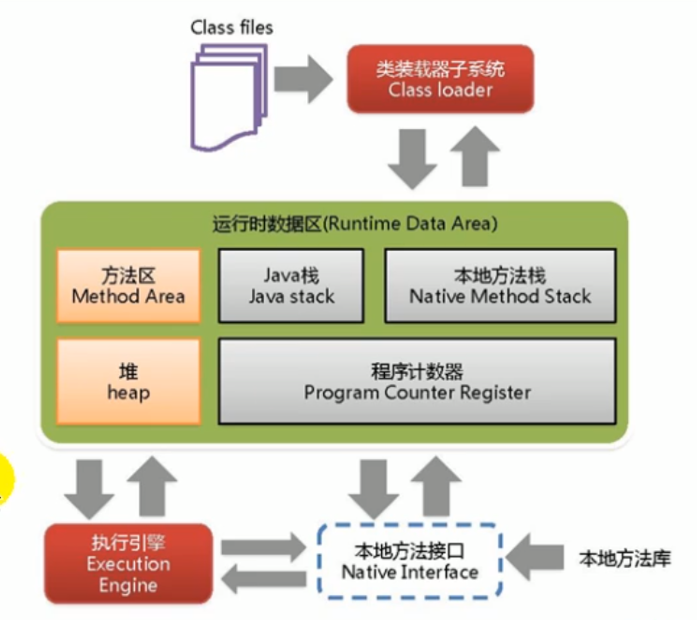 Class files
类装载器子系统
Class loader
运行时数据区(Runtime Data Area)
方法区
Method Area
Java栈
Java stack
本地方法栈
Native Method Stack
堆
heap
程序计数器
Program Counter Register
执行引擎
Execution
Engine
本地方法接口
Native Interface
本地方法库